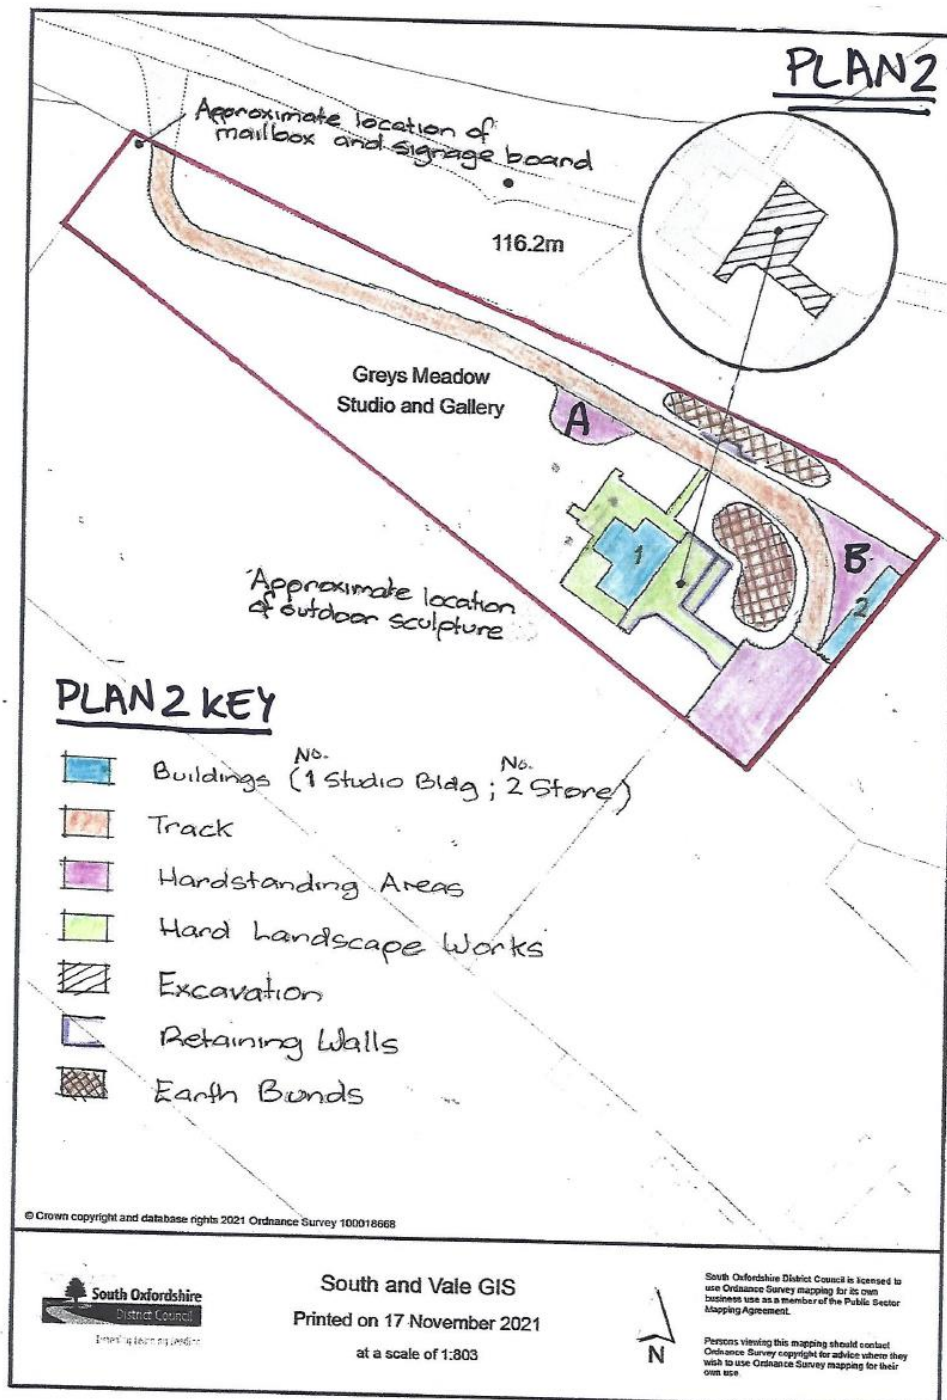 PLAN 2
Approximate location of
mailbox and signage board
116.2m
Greys Meadow
Studio and Gallery
A
B
1
2
Approximate location
of outdoor sculpture
PLAN 2 KEY
No. No.
Buildings (1 Studio Bldg ; 2 Store)
Track
Hardstanding Areas
Hard Landscape Works
Excavation
Retaining Walls
Earth Bunds
© Crown copyright and database rights 2021 Ordnance Survey 100018668
South Oxfordshire
District Council
South and Vale GIS
Printed on 17 November 2021
at a scale of 1:803
N
South Oxfordshire District Council is licensed to
use Ordnance Survey mapping for its own
business use as a member of the Public Sector
Mapping Agreement.
Persons viewing this mapping should contact
Ordnance Survey copyright for advice where they
wish to use Ordnance Survey mapping for their
own use.